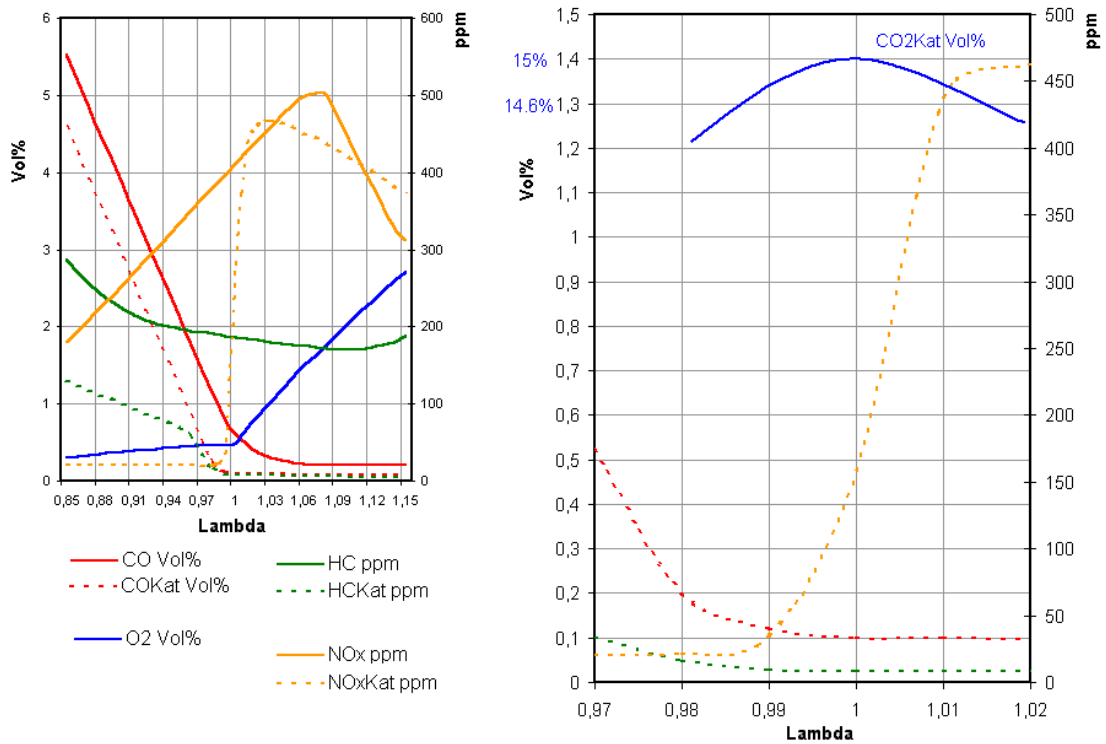 6
5
4
3
2
1
0
Vol%
600
500
400
300
200
100
0
ppm
0,85 0,88 0,91 0,94 0,97 1 1,03 1,06 1,09 1,12 1,15
Lambda
CO Vol%
COKat Vol%
O2 Vol%
HC ppm
HCKat ppm
NOx ppm
NOxKat ppm
1,5
1,4
1,3
1,2
1,1
1
0,9
0,8
0,7
0,6
0,5
0,4
0,3
0,2
0,1
0
15%
14.6%
Vol%
CO2Kat Vol%
500
450
400
350
300
250
200
150
100
50
0
ppm
0,97 0,98 0,99 1 1,01 1,02
Lambda